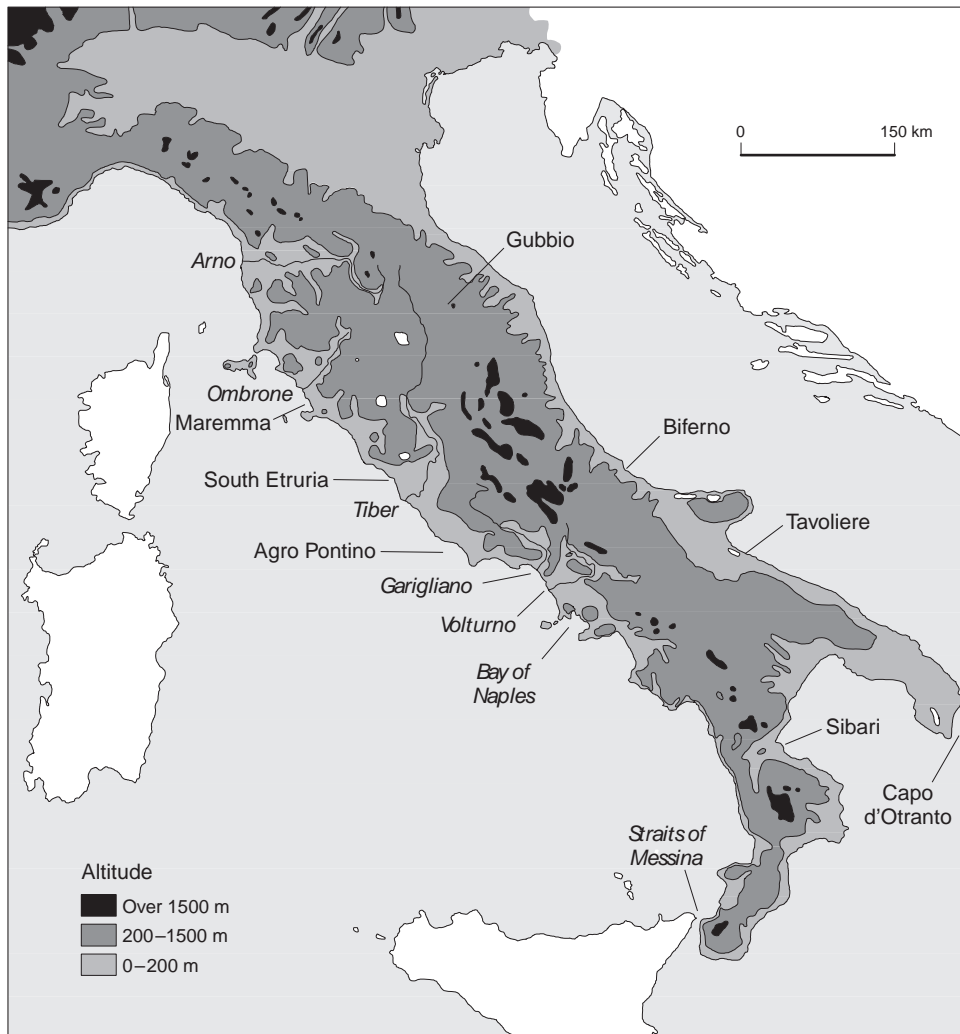 0 150 km
Gubbio
Arno
Ombrone
Maremma
Biferno
South Etruria
Tiber
Tavoliere
Agro Pontino
Garigliano
Volturno
Bay of
Naples
Sibari
Capo
d'Otranto
Straits of
Messina
Altitude
Over 1500 m
200–1500 m
0–200 m